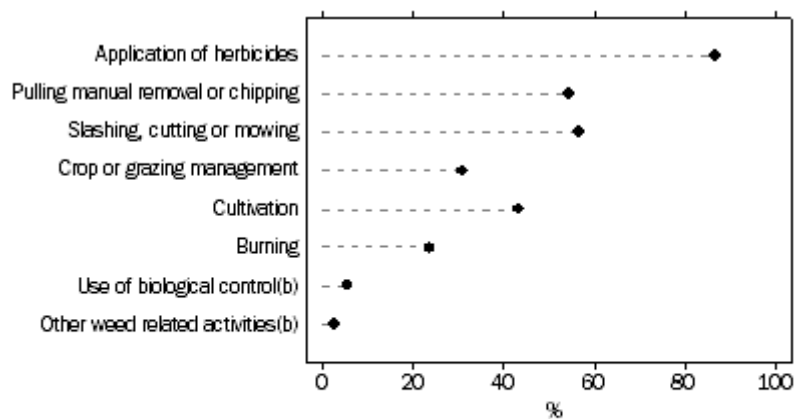 Application of herbicides
Pulling manual removal or chipping
Slashing, cutting or mowing
Crop or grazing management
Cultivation
Burning
Use of biological control(b)
Other weed related activities(b)
0 20 40 60 80 100
%